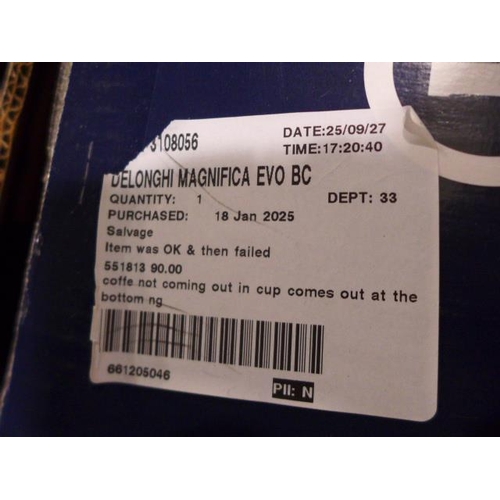 3108056
DATE:25/09/27
TIME:17:20:40
DELONGHI MAGNIFICA EVO BC
QUANTITY: 1
DEPT: 33
PURCHASED: 18 Jan 2025
Salvage
Item was OK & then failed
551813 90.00
coffe not coming out in cup comes out at the
bottom ng
661205046
PII: N